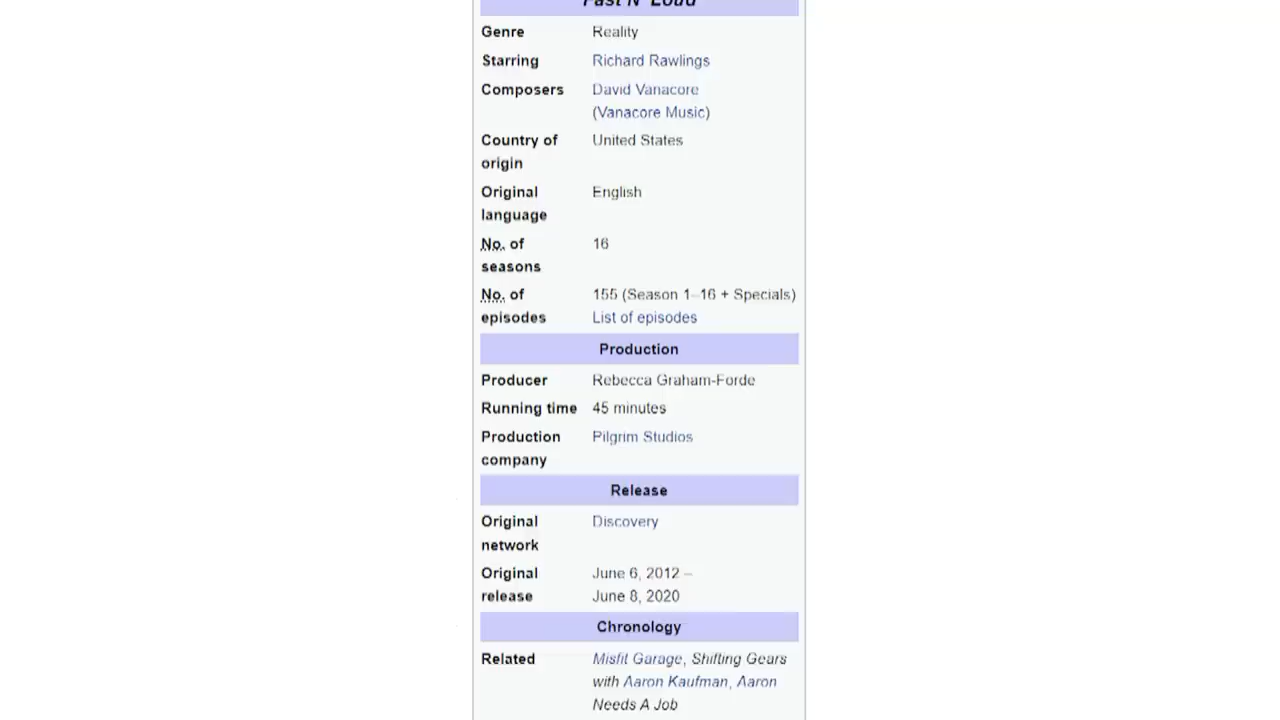 Fast N' Loud
Genre Reality
Starring Richard Rawlings
Composers David Vanacore
(Vanacore Music)
Country of United States
origin
Original English
language
No. of 16
seasons
No. of 155 (Season 1–16 + Specials)
episodes List of episodes
Production
Producer Rebecca Graham-Forde
Running time 45 minutes
Production Pilgrim Studios
company
Release
Original Discovery
network
Original June 6, 2012 –
release June 8, 2020
Chronology
Related Misfit Garage, Shifting Gears
with Aaron Kaufman, Aaron
Needs A Job